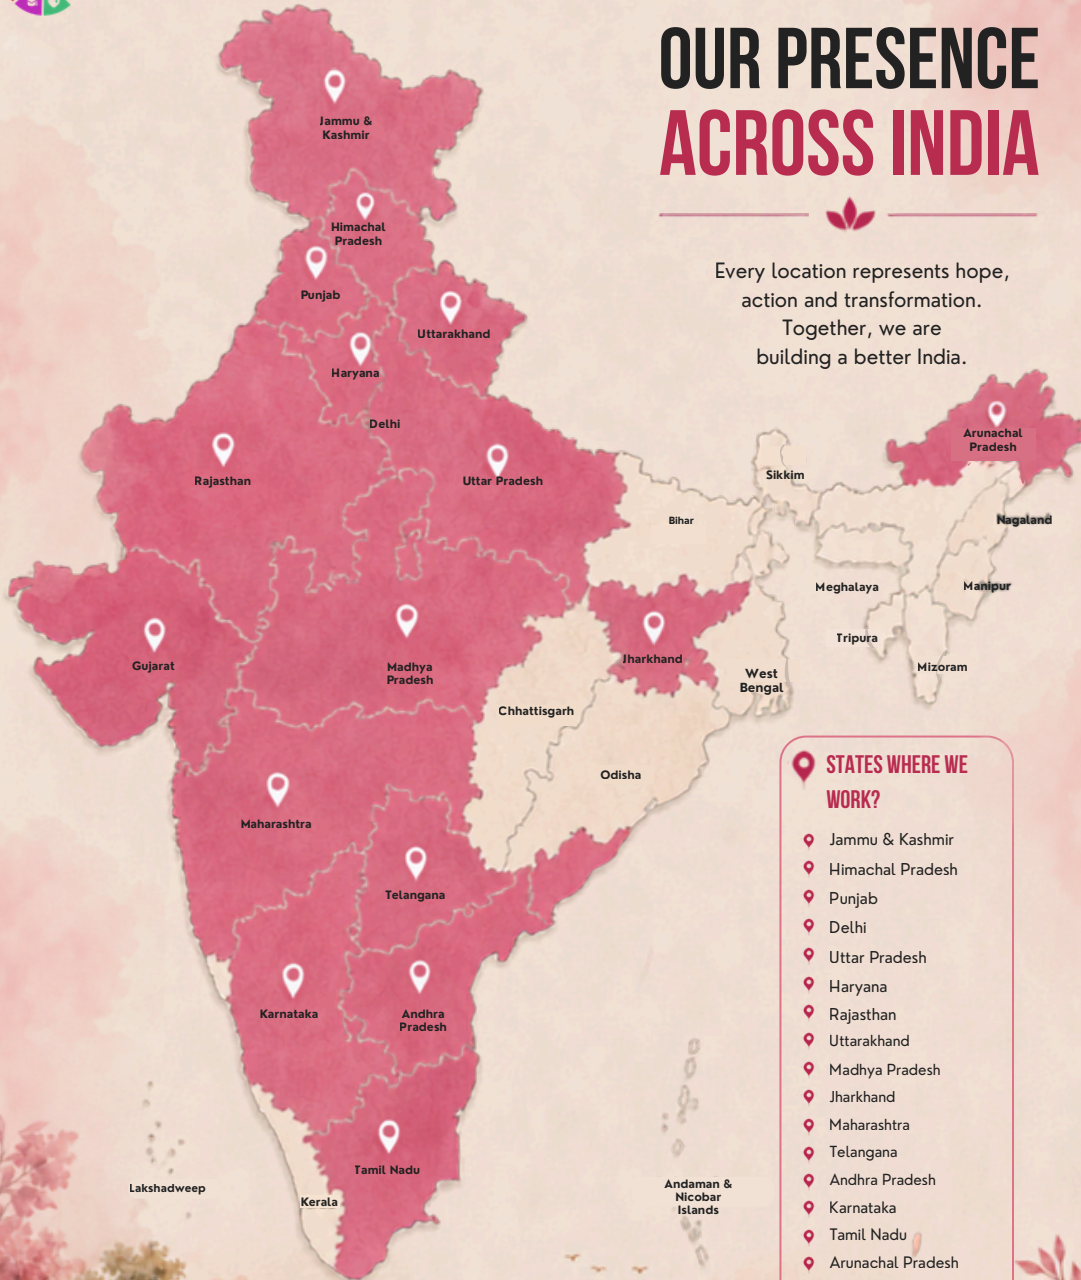 OUR PRESENCE
ACROSS INDIA
Every location represents hope,
action and transformation.
Together, we are
building a better India.
Jammu &
Kashmir
Himachal
Pradesh
Punjab
Uttarakhand
Haryana
Delhi
Rajasthan
Uttar Pradesh
Arunachal
Pradesh
Sikkim
Bihar
Nagaland
Meghalaya
Manipur
Tripura
Mizoram
Gujarat
Madhya
Pradesh
Jharkhand
West
Bengal
Chhattisgarh
Odisha
Maharashtra
Telangana
Karnataka
Andhra
Pradesh
Tamil Nadu
Kerala
Lakshadweep
Andaman &
Nicobar
Islands
STATES WHERE WE
WORK?
Jammu & Kashmir
Himachal Pradesh
Punjab
Delhi
Uttar Pradesh
Haryana
Rajasthan
Uttarakhand
Madhya Pradesh
Jharkhand
Maharashtra
Telangana
Andhra Pradesh
Karnataka
Tamil Nadu
Arunachal Pradesh